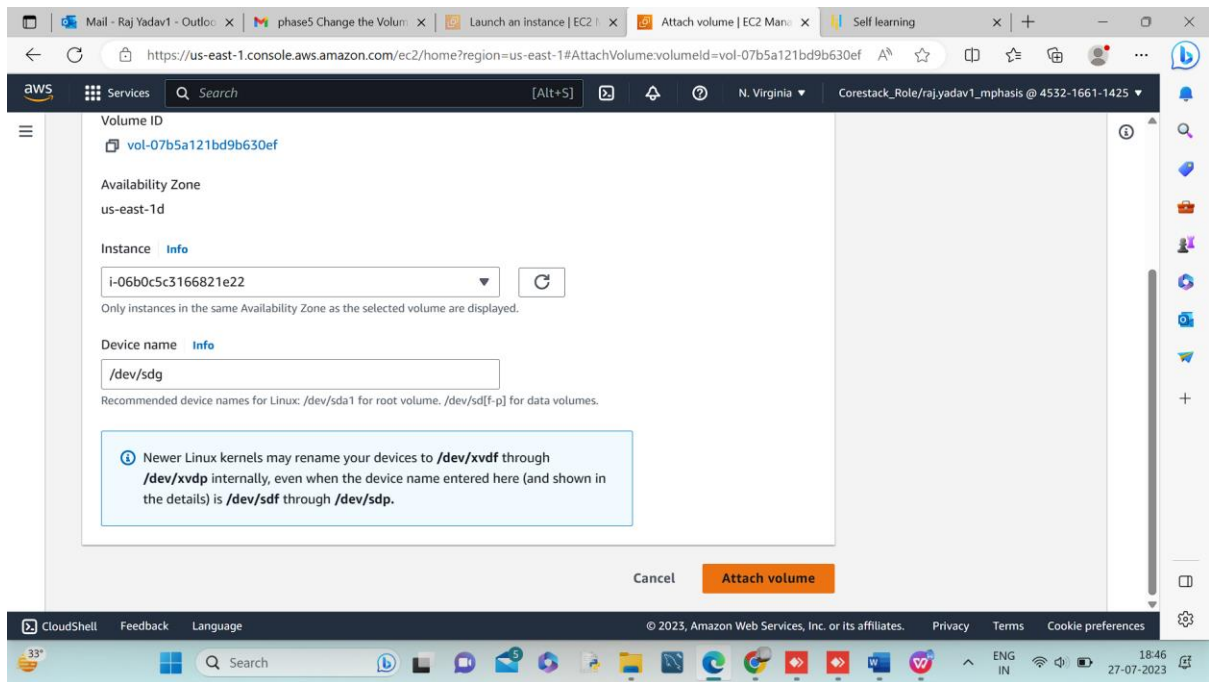 Mail - Raj Yadav1 - Outloo
phase5 Change the Volum
Launch an instance | EC2 M
Attach volume | EC2 Mana
Self learning
https://us-east-1.console.aws.amazon.com/ec2/home?region=us-east-1#AttachVolume:volumeId=vol-07b5a121bd9b630ef
aws
Services
Search
[Alt+S]
N. Virginia
Corestack_Role/raj.yadav1_mphasis @ 4532-1661-1425
Volume ID
vol-07b5a121bd9b630ef
Availability Zone
us-east-1d
Instance Info
i-06b0c5c3166821e22
Only instances in the same Availability Zone as the selected volume are displayed.
Device name Info
/dev/sdg
Recommended device names for Linux: /dev/sda1 for root volume. /dev/sd[f-p] for data volumes.
Newer Linux kernels may rename your devices to /dev/xvdf through
/dev/xvdp internally, even when the device name entered here (and shown in
the details) is /dev/sdf through /dev/sdp.
Cancel
Attach volume
CloudShell
Feedback
Language
© 2023, Amazon Web Services, Inc. or its affiliates.
Privacy
Terms
Cookie preferences
33°
Search
5
ENG
IN
18:46
27-07-2023